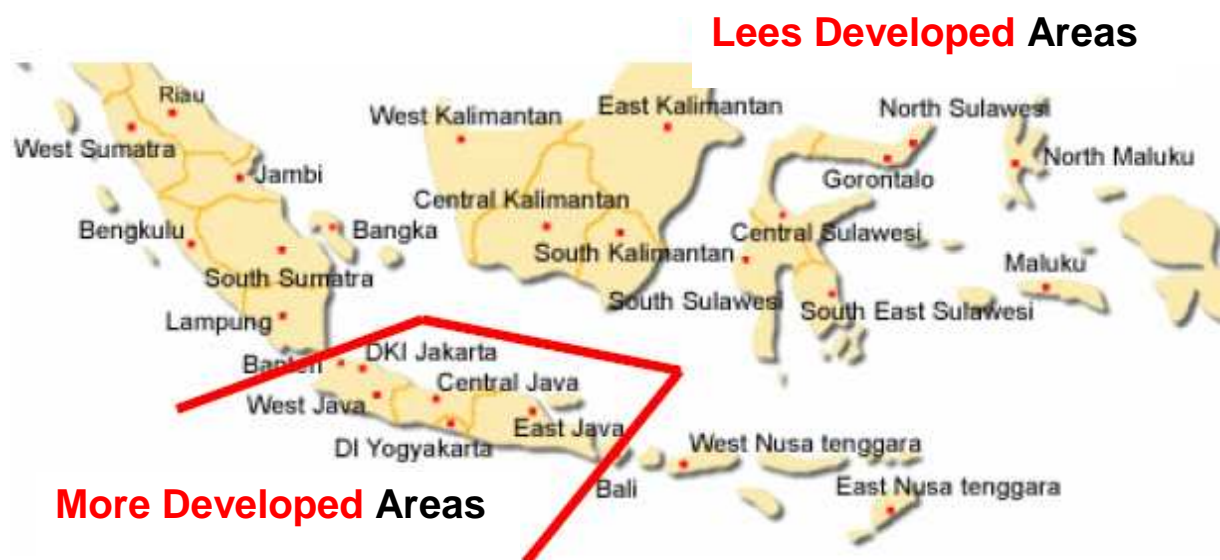 Lees Developed Areas
Riau
West Kalimantan
East Kalimantan
North Sulawesi
West Sumatra
North Maluku
Jambi
Gorontalo
Central Kalimantan
Bengkulu
Bangka
Central Sulawesi
South Kalimantan
Maluku
South Sumatra
South Sulawesi
South East Sulawesi
Lampung
Banten
DKI Jakarta
Central Java
West Java
East Java
DI Yogyakarta
West Nusa tenggara
Bali
East Nusa tenggara
More Developed Areas